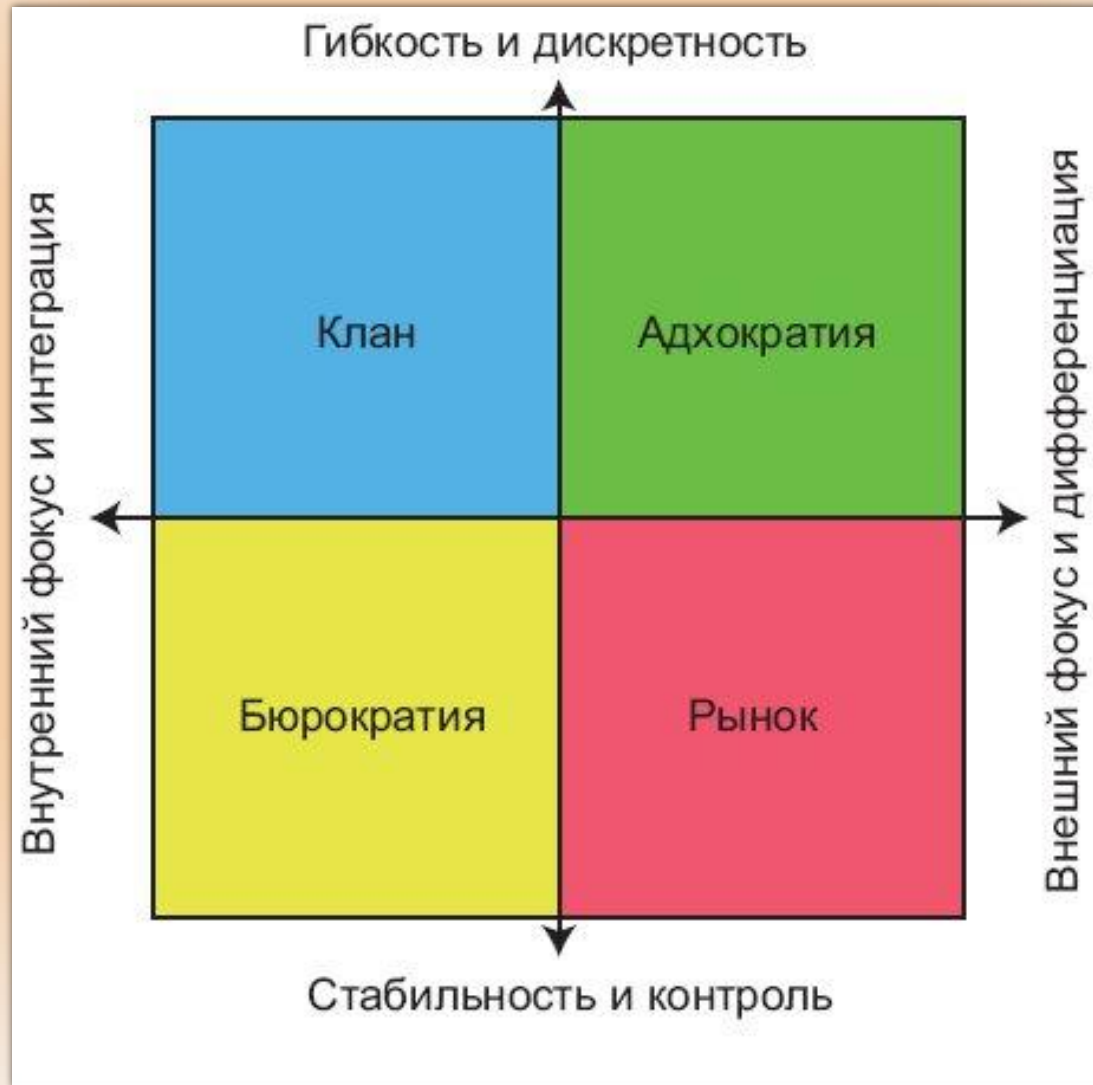 Гибкость и дискретность
Внутренний фокус и интеграция
Клан
Адхократия
Внешний фокус и дифференциация
Бюрократия
Рынок
Стабильность и контроль